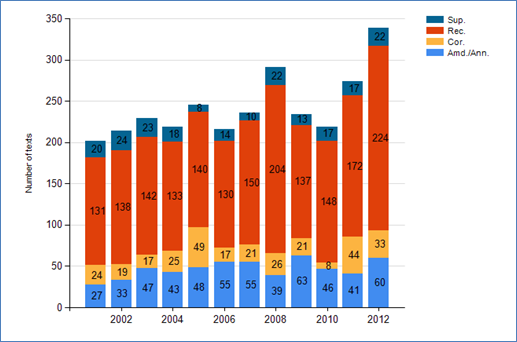 350
300
250
200
150
100
50
0
Number of texts
Sup.
Rec.
Cor.
Amd./Ann.
20 24 23 18 8 14 10 22 13 17 17 22
131 138 142 133 140 130 150 204 137 148 172 224
24 19 17 25 49 17 21 26 21 8 44 33
27 33 47 43 48 55 55 39 63 46 41 60
2002 2004 2006 2008 2010 2012